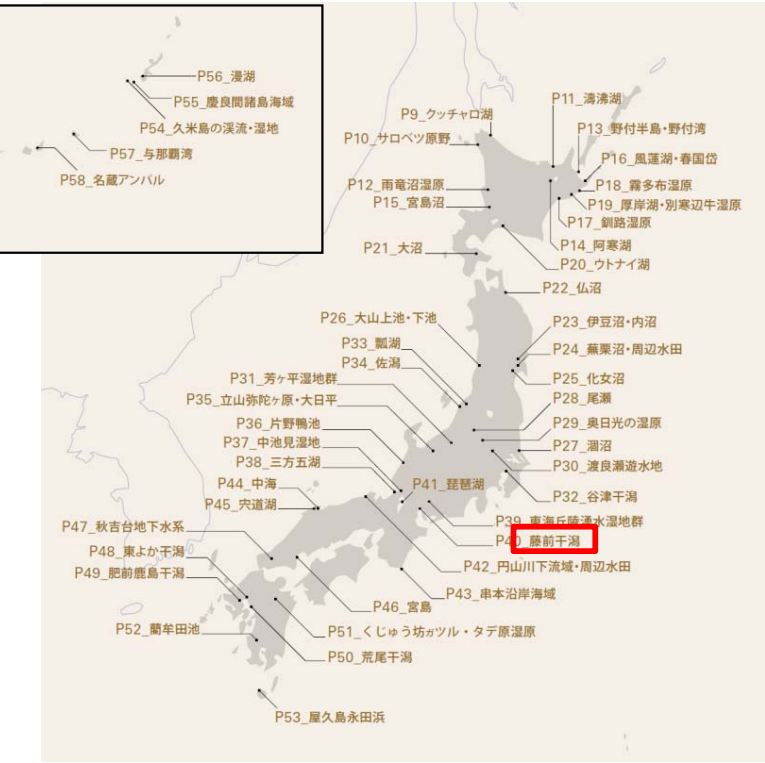 P56_漫湖
P55_慶良間諸島海域
P54_久米島の渓流・湿地
P57_与那覇湾
P58_名蔵アンパル
P9_クッチャロ湖
P10_サロベツ原野
P11_濤沸湖
P13_野付半島・野付湾
P16_風蓮湖・春国岱
P12_雨竜沼湿原
P18_霧多布湿原
P15_宮島沼
P19_厚岸湖・別寒辺牛湿原
P17_釧路湿原
P21_大沼
P14_阿寒湖
P20_ウトナイ湖
P22_仏沼
P26_大山上池・下池
P23_伊豆沼・内沼
P33_瓢湖
P24_蕪栗沼・周辺水田
P34_佐潟
P31_芳ヶ平湿地群
P25_化女沼
P35_立山弥陀ヶ原・大日平
P28_尾瀬
P36_片野鴨池
P29_奥日光の湿原
P37_中池見湿地
P27_涸沼
P38_三方五湖
P30_渡良瀬遊水地
P44_中海
P41_琵琶湖
P32_谷津干潟
P45_宍道湖
P39_東海丘陵湧水湿地群
P47_秋吉台地下水系
P40_藤前干潟
P48_東よか干潟
P42_円山川下流域・周辺水田
P49_肥前鹿島干潟
P43_串本沿岸海域
P46_宮島
P52_藺牟田池
P51_くじゅう坊ガツル・タデ原湿原
P50_荒尾干潟
P53_屋久島永田浜